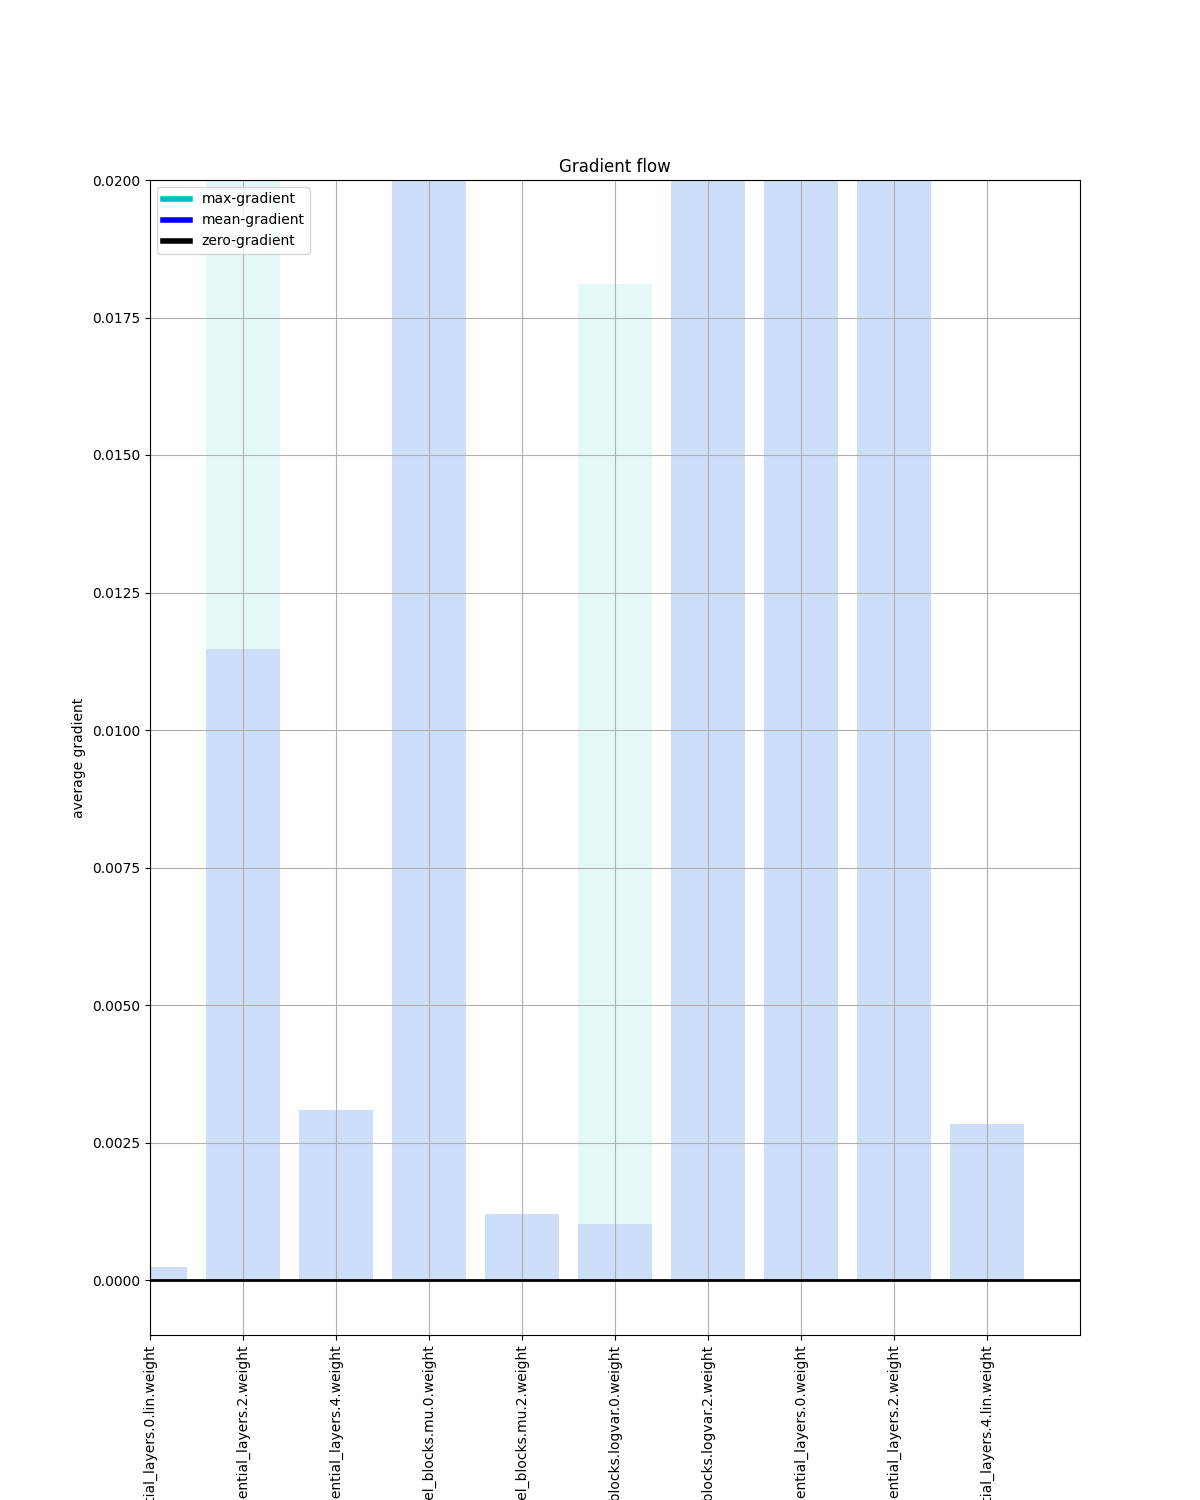 Gradient flow
max-gradient
mean-gradient
zero-gradient
0.0200
0.0175
0.0150
0.0125
0.0100
0.0075
0.0050
0.0025
0.0000
average gradient
tial_layers.0.lin.weight
ential_layers.2.weight
ential_layers.4.weight
el_blocks.mu.0.weight
el_blocks.mu.2.weight
blocks.logvar.0.weight
blocks.logvar.2.weight
ential_layers.0.weight
ential_layers.2.weight
tial_layers.4.lin.weight